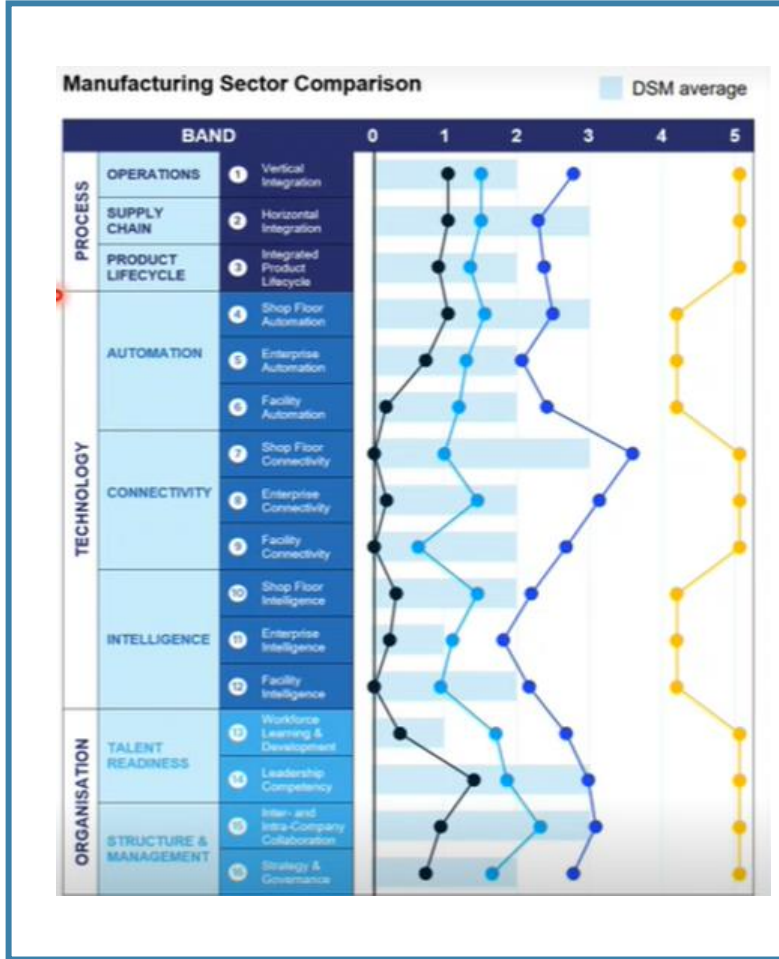 Manufacturing Sector Comparison
DSM average
BAND
0 1 2 3 4 5
PROCESS
OPERATIONS
1 Vertical
Integration
SUPPLY
CHAIN
2 Horizontal
Integration
PRODUCT
LIFECYCLE
3 Integrated
Product
Lifecycle
TECHNOLOGY
AUTOMATION
4 Shop Floor
Automation
5 Enterprise
Automation
6 Facility
Automation
CONNECTIVITY
7 Shop Floor
Connectivity
8 Enterprise
Connectivity
9 Facility
Connectivity
INTELLIGENCE
10 Shop Floor
Intelligence
11 Enterprise
Intelligence
12 Facility
Intelligence
ORGANISATION
TALENT
READINESS
13 Workforce
Learning &
Development
14 Leadership
Competency
STRUCTURE &
MANAGEMENT
15 Inter- and
Intra-Company
Collaboration
16 Strategy &
Governance